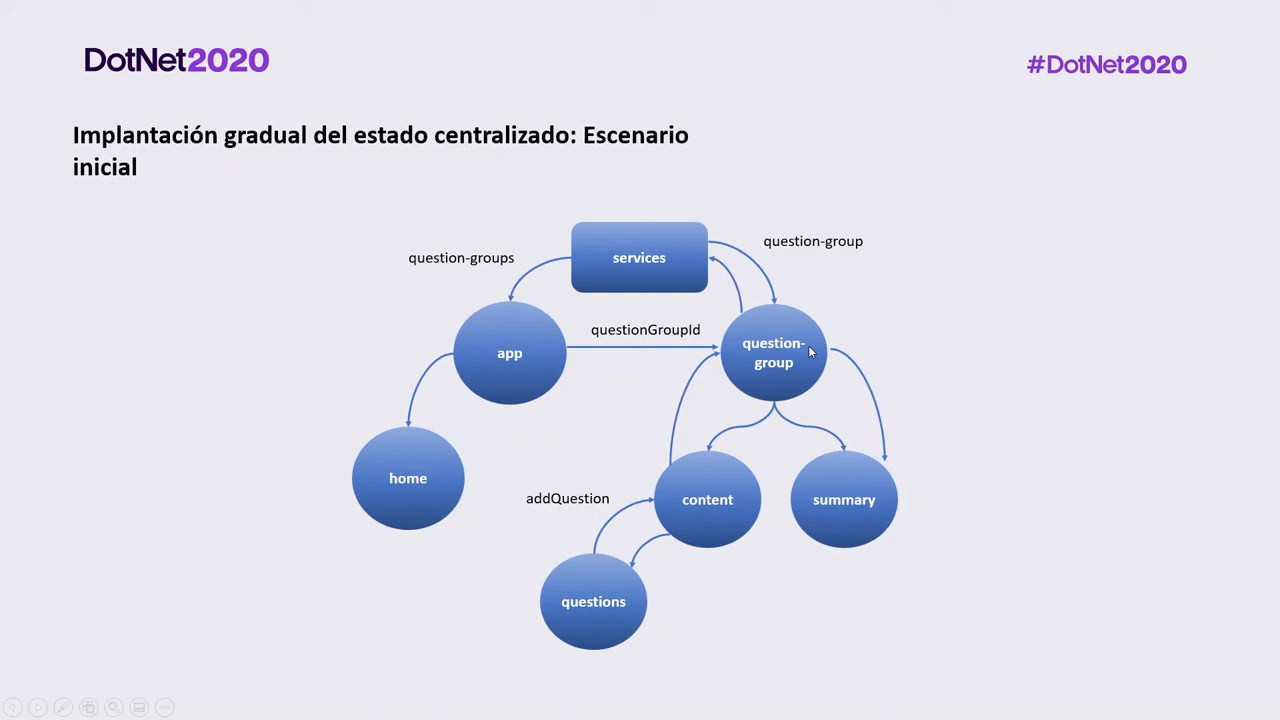 DotNet2020
#DotNet2020
Implantación gradual del estado centralizado: Escenario
inicial
question-group
question-groups
services
questionGroupId
app
question-
group
home
addQuestion
content
summary
questions